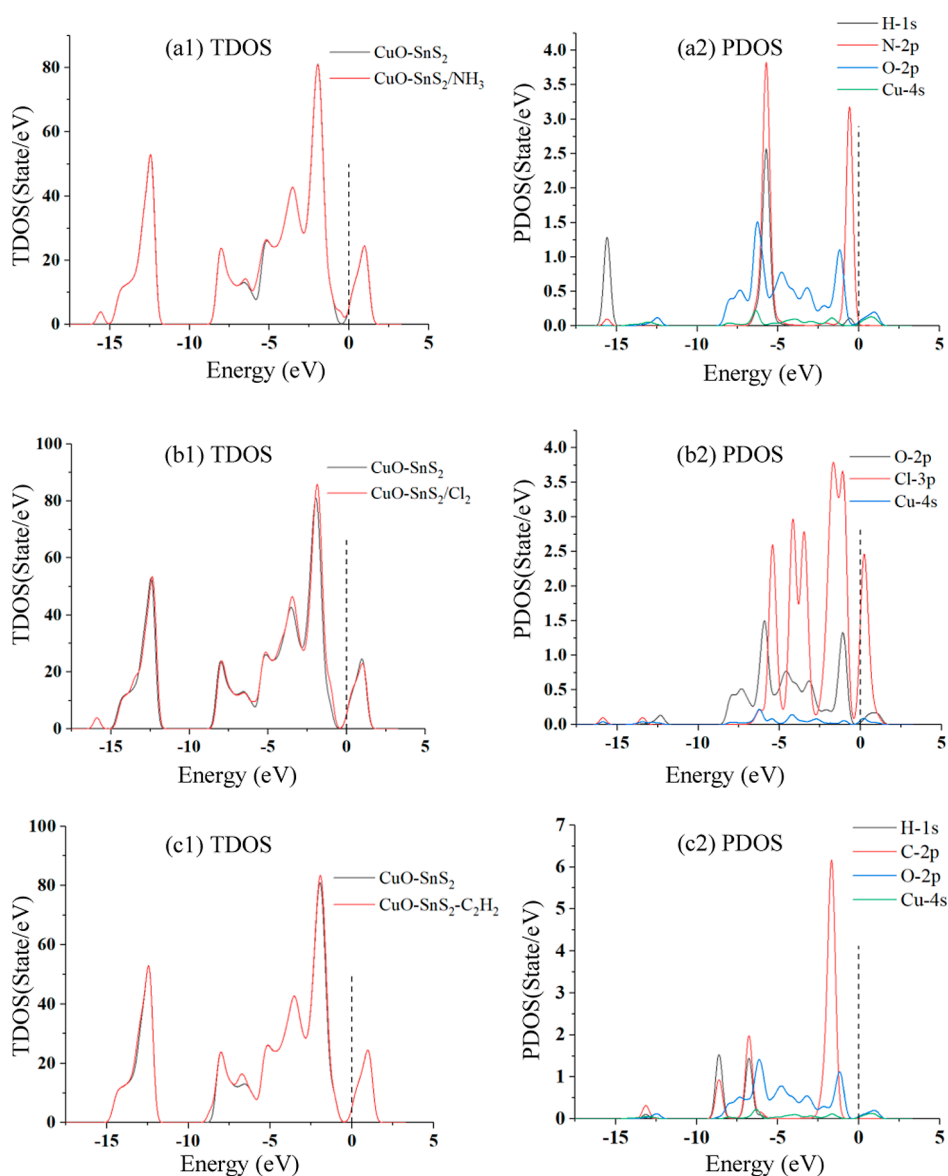 (a1) TDOS
CuO-SnS₂
CuO-SnS₂/NH₃
80
60
40
20
0
-15
-10
-5
0
5
TDOS(State/eV)
Energy (eV)
(a2) PDOS
H-1s
N-2p
O-2p
Cu-4s
4.0
3.5
3.0
2.5
2.0
1.5
1.0
0.5
0.0
-15
-10
-5
0
5
PDOS(State/eV)
Energy (eV)
(b1) TDOS
CuO-SnS₂
CuO-SnS₂/Cl₂
100
80
60
40
20
0
-15
-10
-5
0
5
TDOS(State/eV)
Energy (eV)
(b2) PDOS
O-2p
Cl-3p
Cu-4s
4.0
3.5
3.0
2.5
2.0
1.5
1.0
0.5
0.0
-15
-10
-5
0
5
PDOS(State/eV)
Energy (eV)
(c1) TDOS
CuO-SnS₂
CuO-SnS₂-C₂H₂
100
80
60
40
20
0
-15
-10
-5
0
5
TDOS(State/eV)
Energy (eV)
(c2) PDOS
H-1s
C-2p
O-2p
Cu-4s
7
6
5
4
3
2
1
0
-15
-10
-5
0
5
PDOS(State/eV)
Energy (eV)